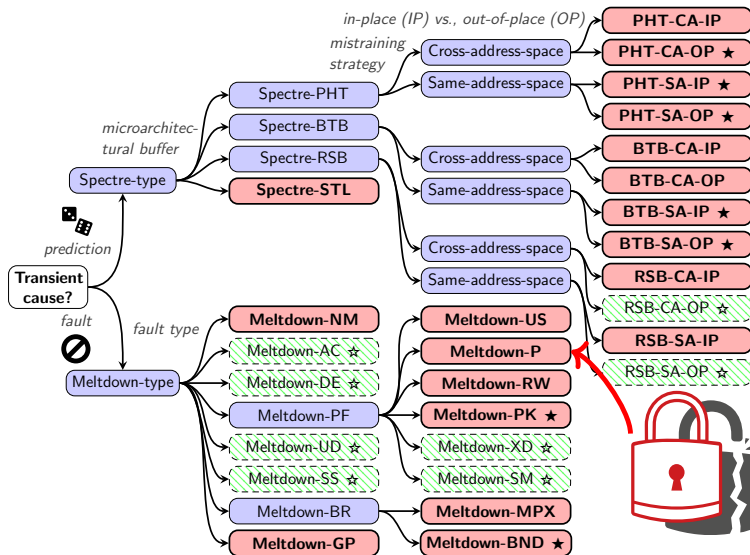 in-place (IP) vs., out-of-place (OP)
PHT-CA-IP
mistraining
strategy
Cross-address-space
PHT-CA-OP ★
Spectre-PHT
Same-address-space
PHT-SA-IP ★
microarchitec-
tural buffer
Spectre-BTB
PHT-SA-OP ★
Spectre-RSB
Cross-address-space
BTB-CA-IP
Spectre-type
Spectre-STL
Same-address-space
BTB-CA-OP
BTB-SA-IP ★
prediction
Cross-address-space
BTB-SA-OP ★
Transient
cause?
Same-address-space
RSB-CA-IP
fault
fault type
Meltdown-NM
Meltdown-US
RSB-CA-OP ☆
Meltdown-AC ☆
Meltdown-P
RSB-SA-IP
Meltdown-type
Meltdown-DE ☆
Meltdown-RW
RSB-SA-OP ☆
Meltdown-PF
Meltdown-PK ★
Meltdown-UD ☆
Meltdown-XD ☆
Meltdown-SS ☆
Meltdown-SM ☆
Meltdown-BR
Meltdown-MPX
Meltdown-GP
Meltdown-BND ★